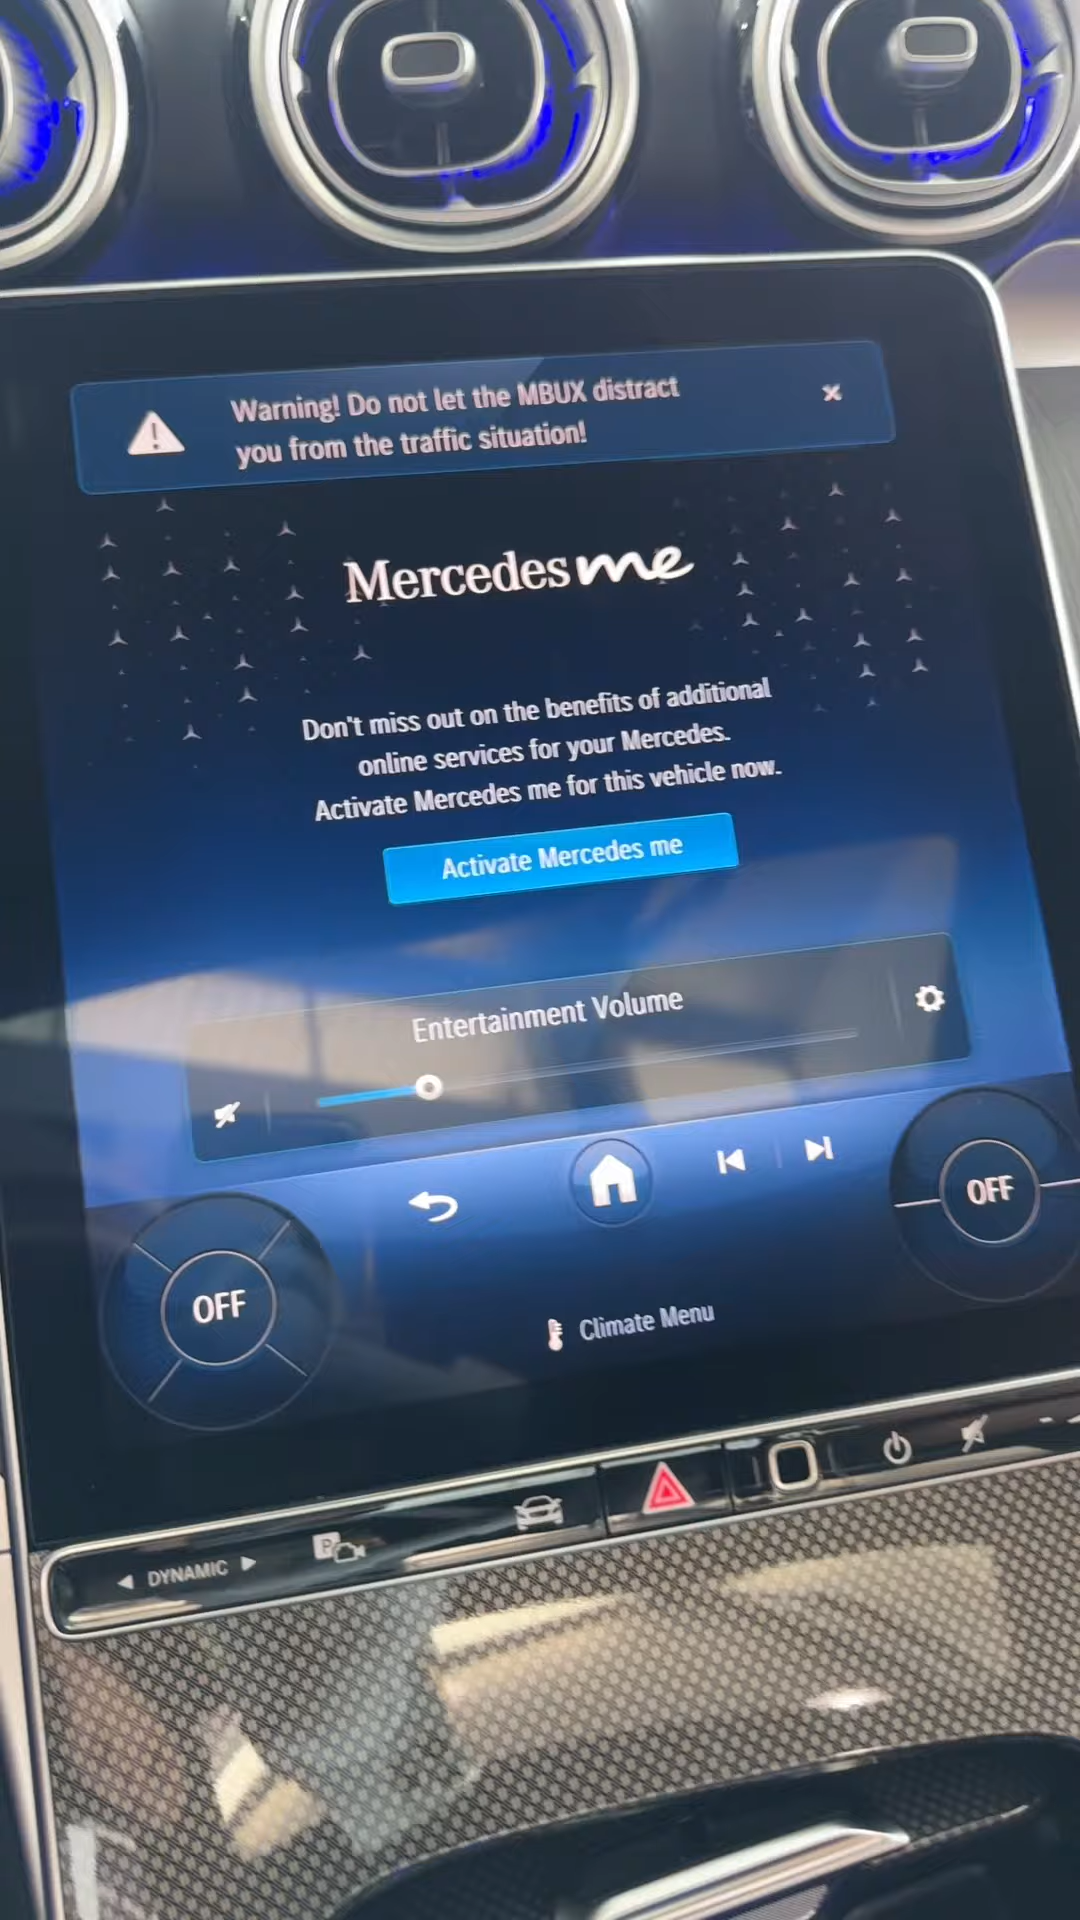 Warning! Do not let the MBUX distract
you from the traffic situation!
Mercedes me
Don't miss out on the benefits of additional
online services for your Mercedes.
Activate Mercedes me for this vehicle now.
Activate Mercedes me
Entertainment Volume
OFF
OFF
Climate Menu
DYNAMIC
P